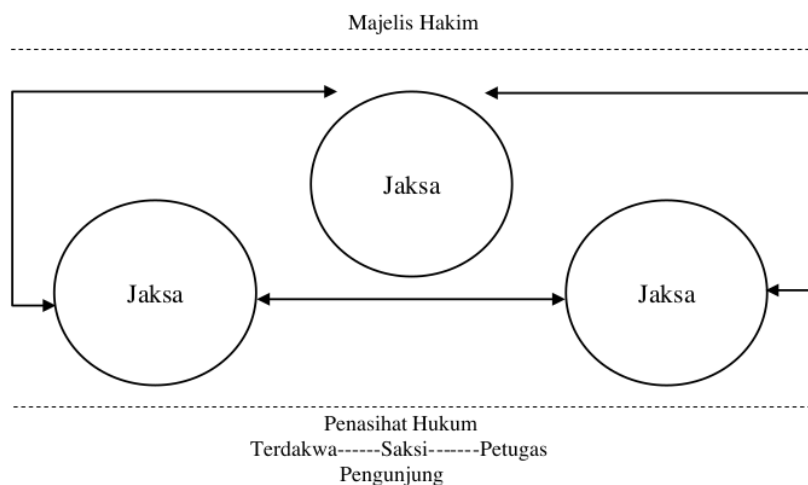 Majelis Hakim
Jaksa
Jaksa
Jaksa
Penasihat Hukum
Terdakwa------Saksi-------Petugas
Pengunjung